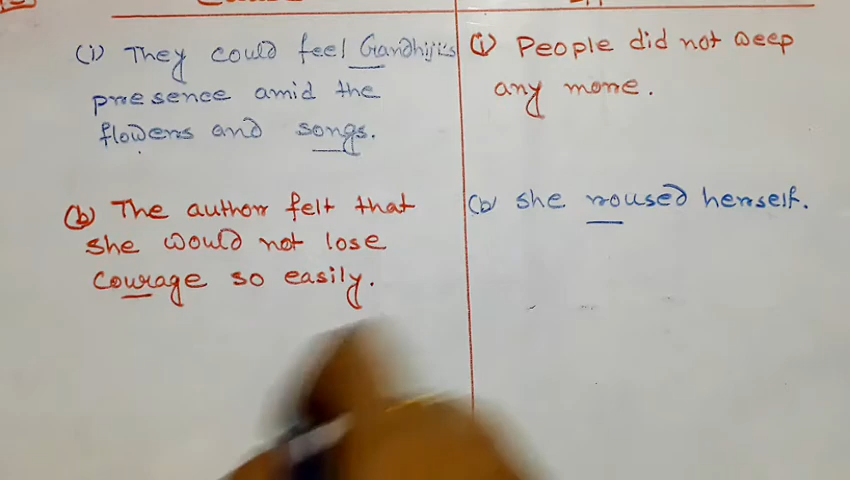 (i) They could feel Gandhiji's
presence amid the
flowers and songs.
(b) The author felt that
she would not lose
courage so easily.
(i) People did not weep
any more.
(b) she roused herself.